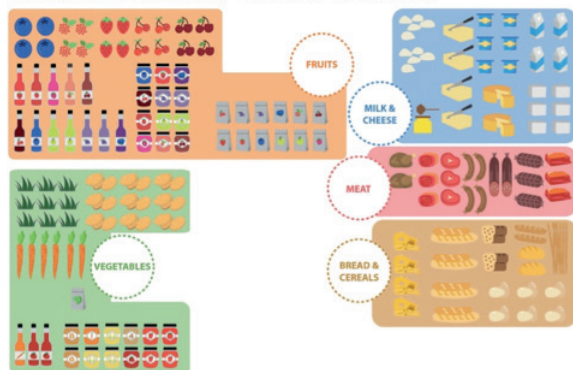 FRUITS
MILK &
CHEESE
MEAT
VEGETABLES
BREAD &
CEREALS